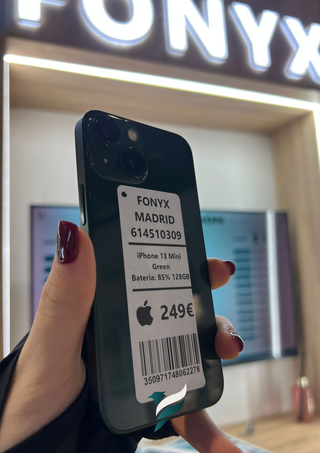 FONYX
FONYX
MADRID
614510309
iPhone 13 Mini
Green
Bateria: 85% 128GB
249€
350971748062278